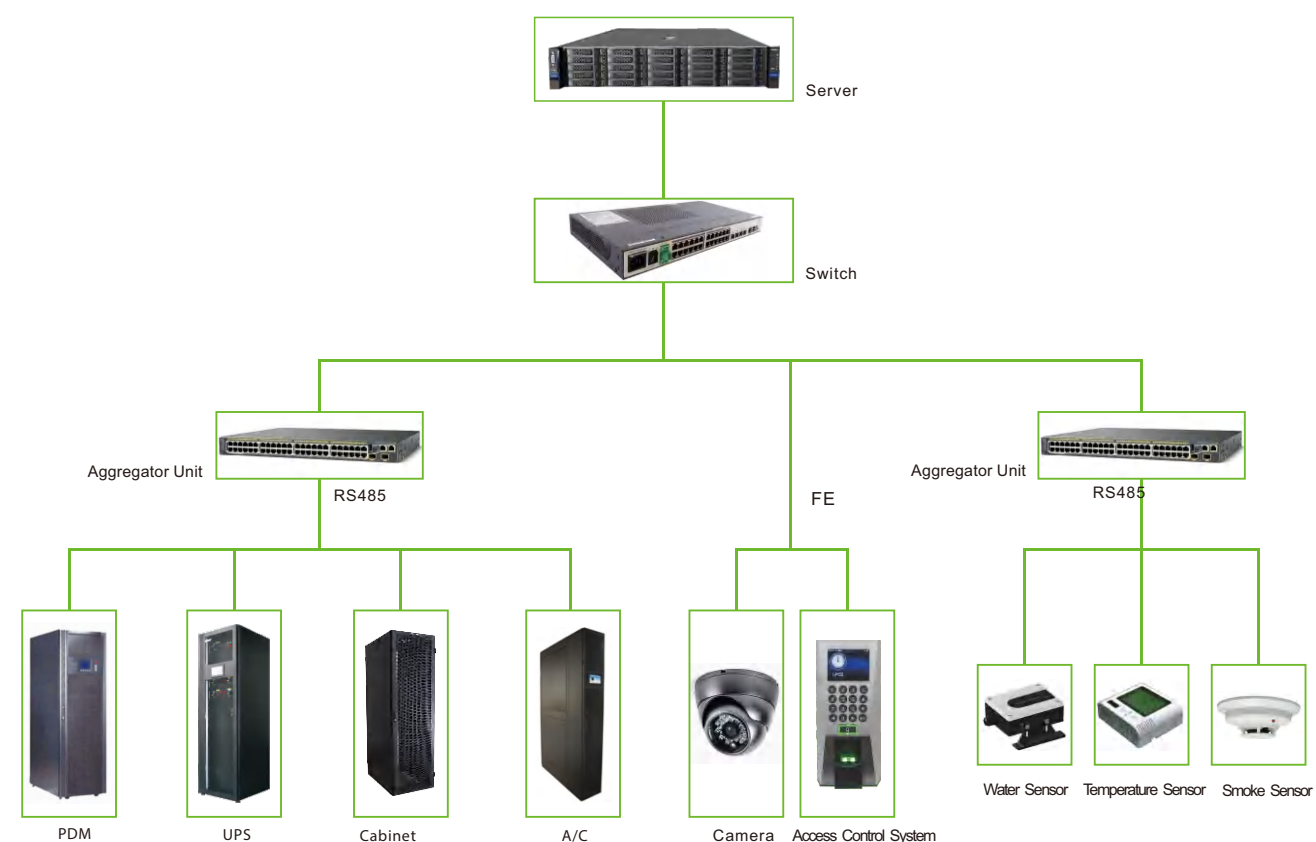 Server
Switch
Aggregator Unit
RS485
FE
Aggregator Unit
RS485
PDM
UPS
Cabinet
A/C
Camera
Access Control System
Water Sensor
Temperature Sensor
Smoke Sensor